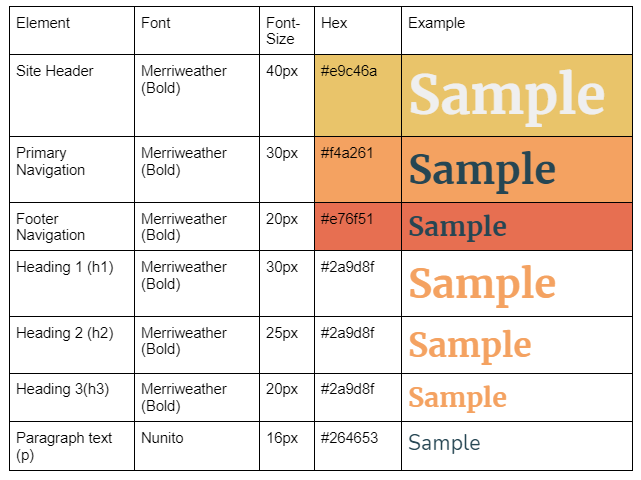 Element Font Font-Size Hex Example
Site Header Merriweather (Bold) 40px #e9c46a Sample
Primary Navigation Merriweather (Bold) 30px #f4a261 Sample
Footer Navigation Merriweather (Bold) 20px #e76f51 Sample
Heading 1 (h1) Merriweather (Bold) 30px #2a9d8f Sample
Heading 2 (h2) Merriweather (Bold) 25px #2a9d8f Sample
Heading 3(h3) Merriweather (Bold) 20px #2a9d8f Sample
Paragraph text (p) Nunito 16px #264653 Sample